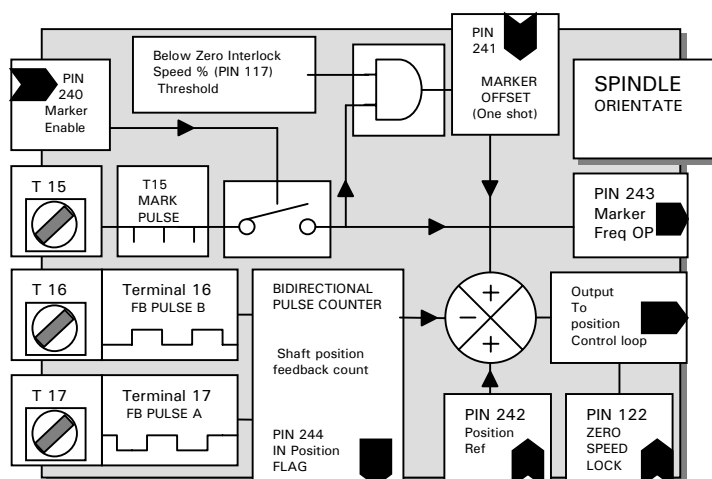 PIN
240
Marker
Enable
Below Zero Interlock
Speed % (PIN 117)
Threshold
PIN
241
MARKER
OFFSET
(One shot)
SPINDLE
ORIENTATE
T 15
T15
MARK
PULSE
PIN 243
Marker
Freq OP
T 16
Terminal 16
FB PULSE B
BIDIRECTIONAL
PULSE COUNTER
Shaft position
feedback count
PIN 244
IN Position
FLAG
+
−
+
Output
To
position
Control loop
T 17
Terminal 17
FB PULSE A
PIN 242
Position
Ref
PIN 122
ZERO
SPEED
LOCK